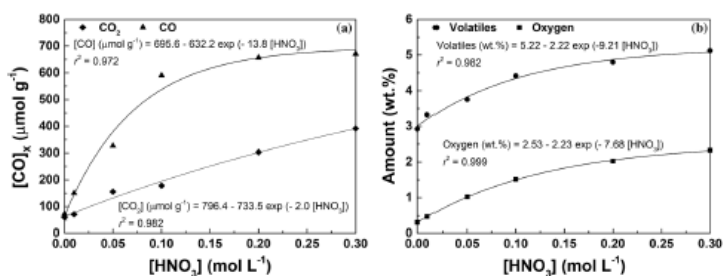 CO₂ CO (a)
[CO] (μmol g⁻¹) = 695.6 - 632.2 exp (- 13.8 [HNO₃])
r² = 0.972
[CO₂] (μmol g⁻¹) = 796.4 - 733.5 exp (- 2.0 [HNO₃])
r² = 0.982
800
700
600
500
400
300
200
100
0
[CO]ₓ (μmol g⁻¹)
0.00 0.05 0.10 0.15 0.20 0.25 0.30
[HNO₃] (mol L⁻¹)
Volatiles Oxygen (b)
Volatiles (wt.%) = 5.22 - 2.22 exp (-9.21 [HNO₃])
r² = 0.982
Oxygen (wt.%) = 2.53 - 2.23 exp (- 7.68 [HNO₃])
r² = 0.999
6
5
4
3
2
1
0
Amount (wt.%)
0.00 0.05 0.10 0.15 0.20 0.25 0.30
[HNO₃] (mol L⁻¹)